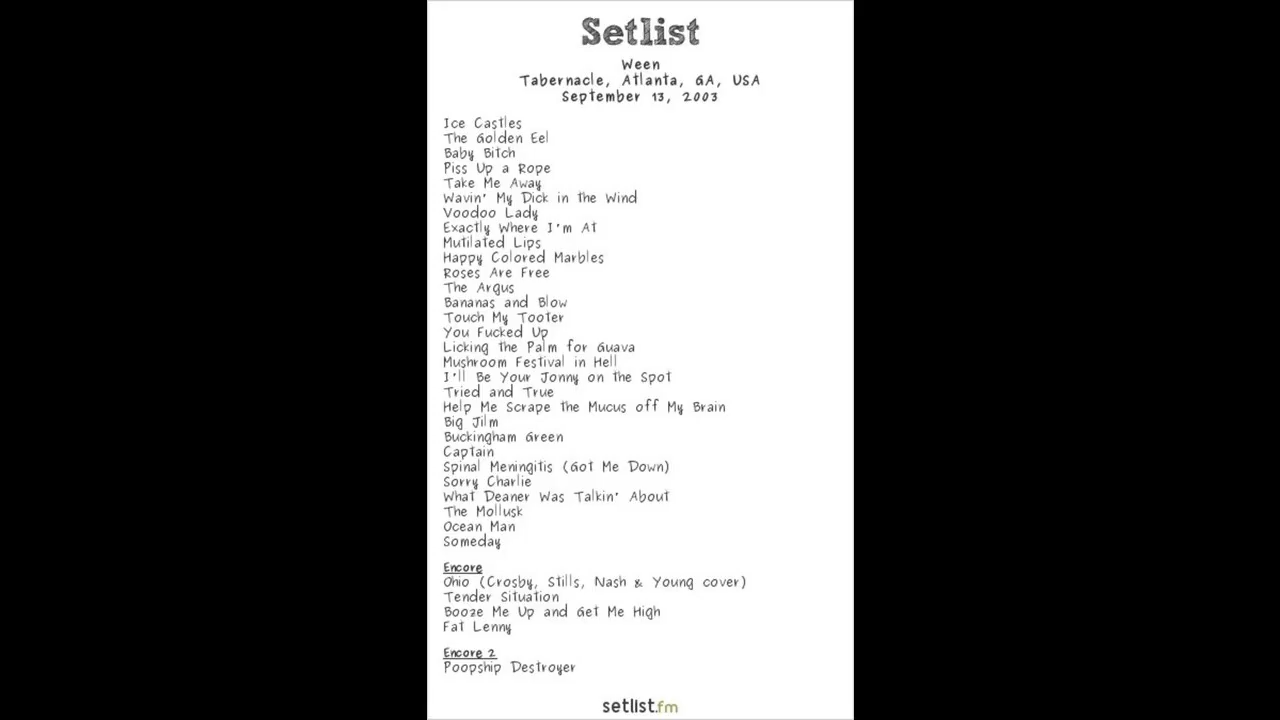 Setlist
Ween
Tabernacle, Atlanta, GA, USA
September 13, 2003
Ice Castles
The Golden Eel
Baby Bitch
Piss Up a Rope
Take Me Away
Wavin' My Dick in the Wind
Voodoo Lady
Exactly Where I'm At
Mutilated Lips
Happy Colored Marbles
Roses Are Free
The Argus
Bananas and Blow
Touch My Tooter
You Fucked Up
Licking the Palm for Guava
Mushroom Festival in Hell
I'll Be Your Jonny on the Spot
Tried and True
Help Me Scrape the Mucus off My Brain
Big Jilm
Buckingham Green
Captain
Spinal Meningitis (Got Me Down)
Sorry Charlie
What Deaner Was Talkin' About
The Mollusk
Ocean Man
Someday
Encore
Ohio (Crosby, Stills, Nash & Young cover)
Tender Situation
Booze Me Up and Get Me High
Fat Lenny
Encore 2
Poopship Destroyer
setlist.fm